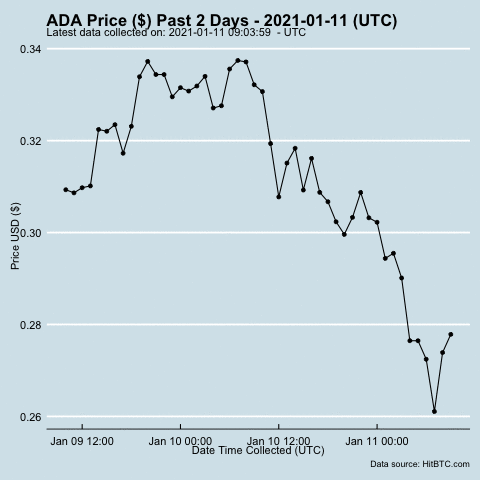 ADA Price ($) Past 2 Days - 2021-01-11 (UTC)
Latest data collected on: 2021-01-11 09:03:59  - UTC
0.34
0.32
0.30
0.28
0.26
Price USD ($)
Jan 09 12:00 Jan 10 00:00 Jan 10 12:00 Jan 11 00:00
Date Time Collected (UTC)
Data source: HitBTC.com